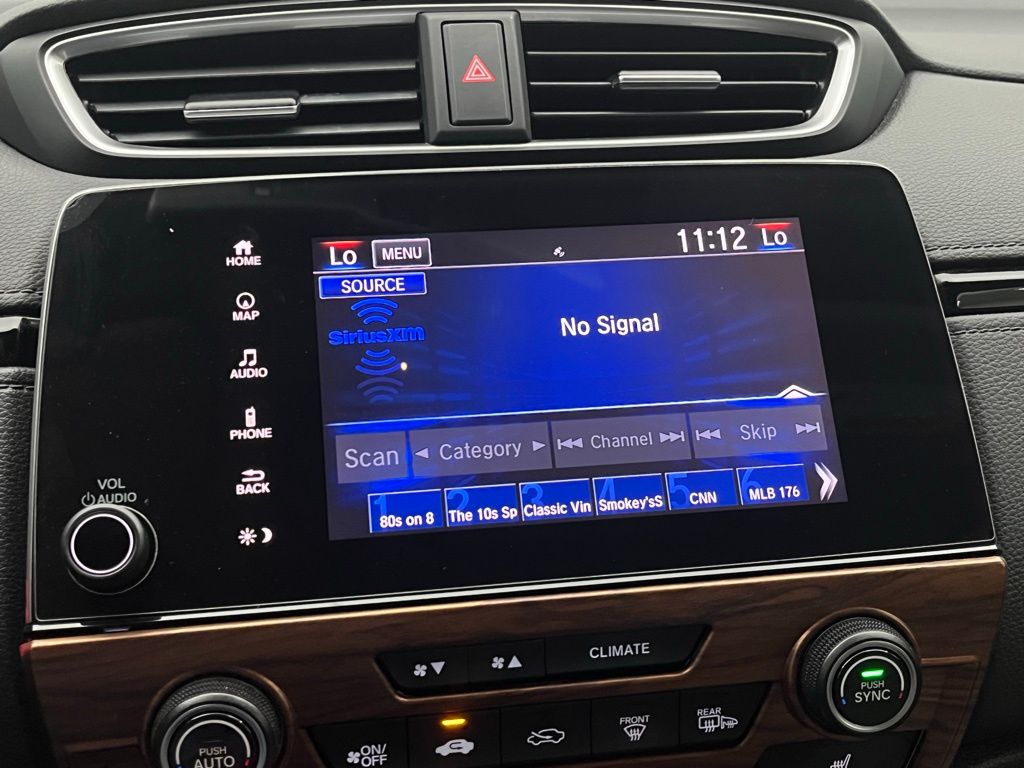 Lo MENU 11:12 Lo
HOME
SOURCE
MAP
SiriusXM
No Signal
AUDIO
PHONE
Scan Category Channel Skip
BACK
1 80s on 8
2 The 10s Sp
3 Classic Vin
4 Smokey'sS
5 CNN
6 MLB 176
VOL
AUDIO
CLIMATE
PUSH
SYNC
PUSH
AUTO
ON/
OFF
FRONT
REAR